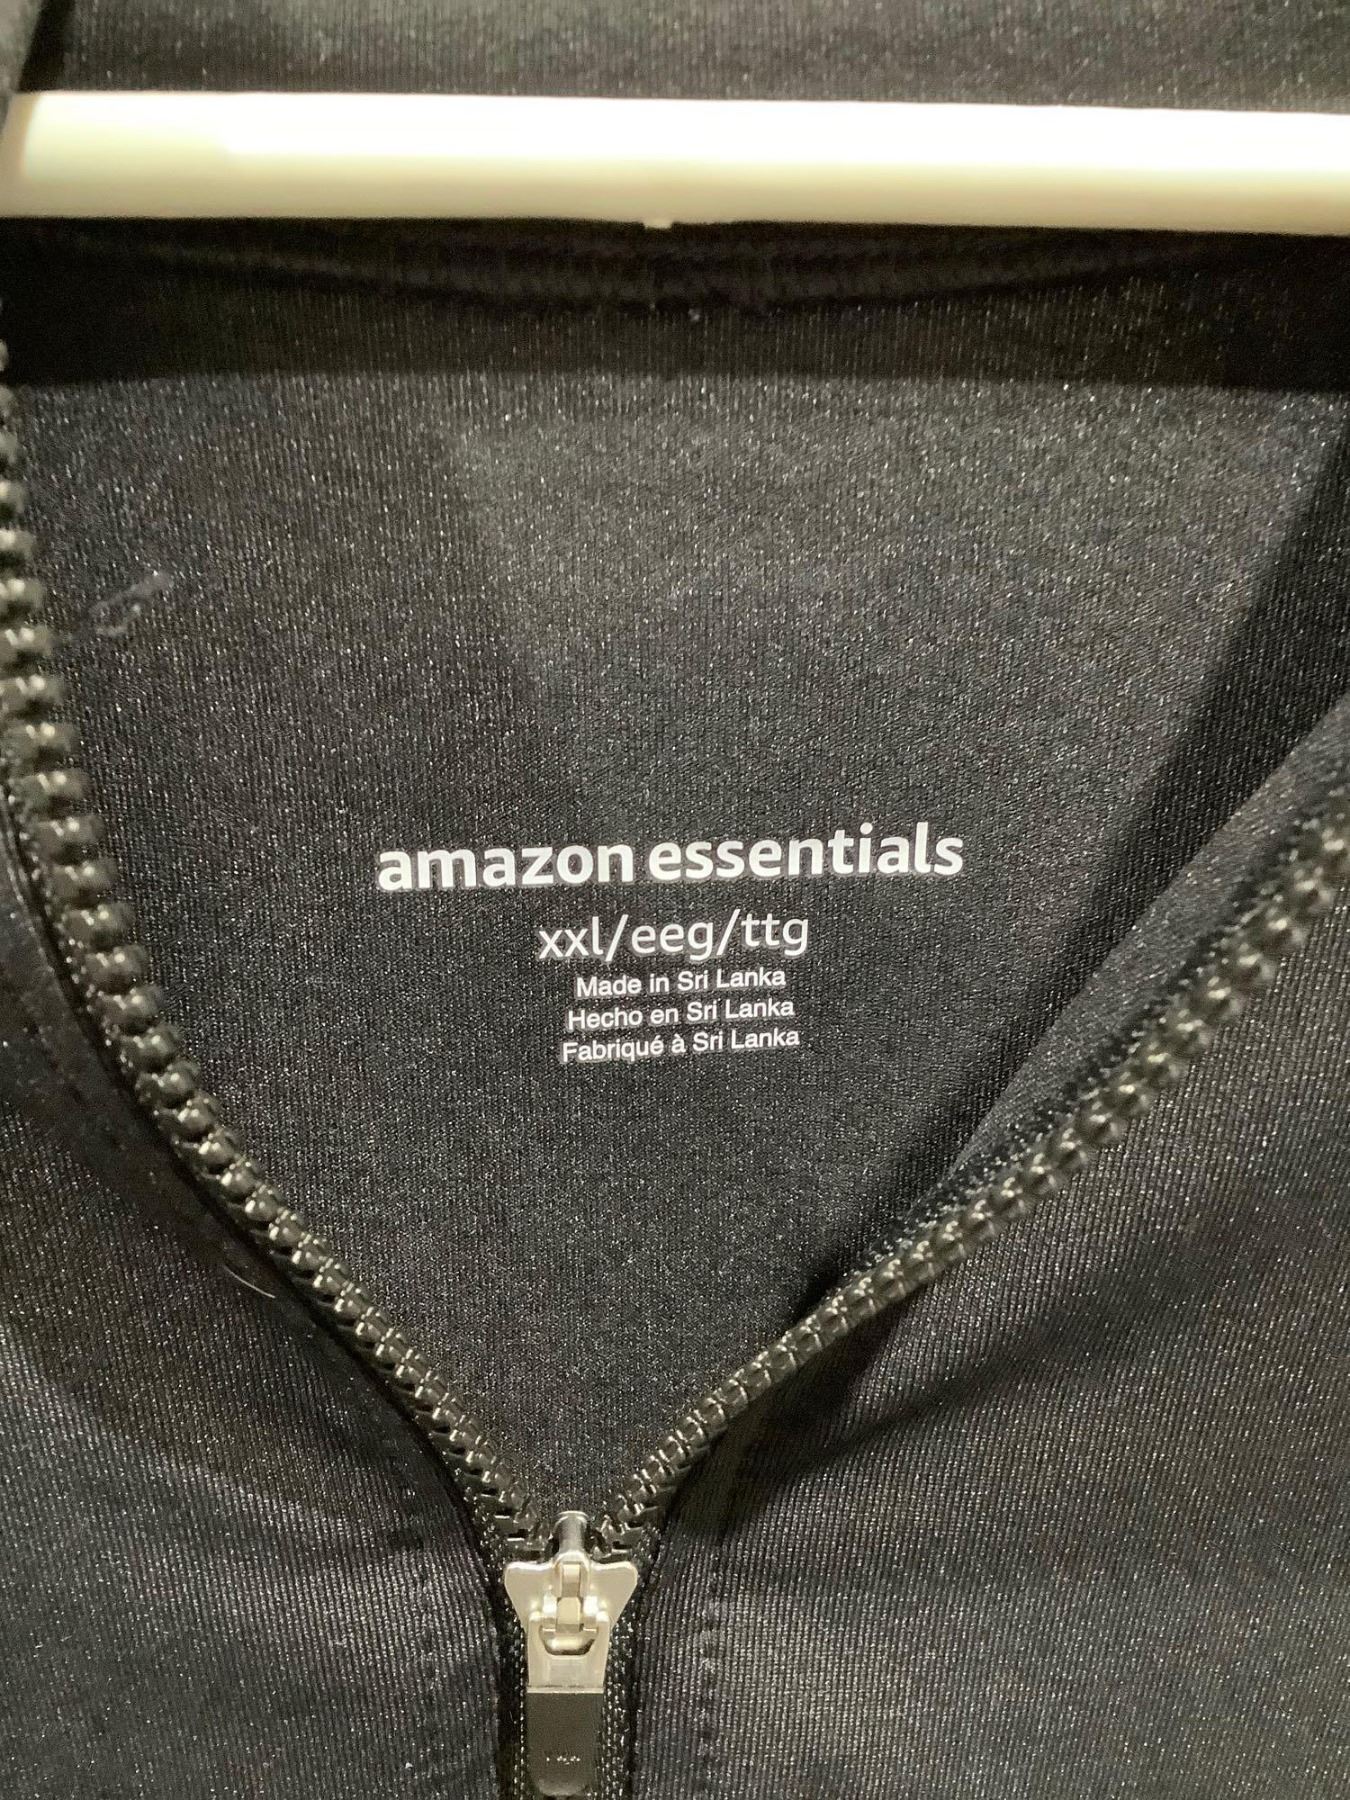 amazon essentials
xxl/eeg/ttg
Made in Sri Lanka
Hecho en Sri Lanka
Fabriqué à Sri Lanka